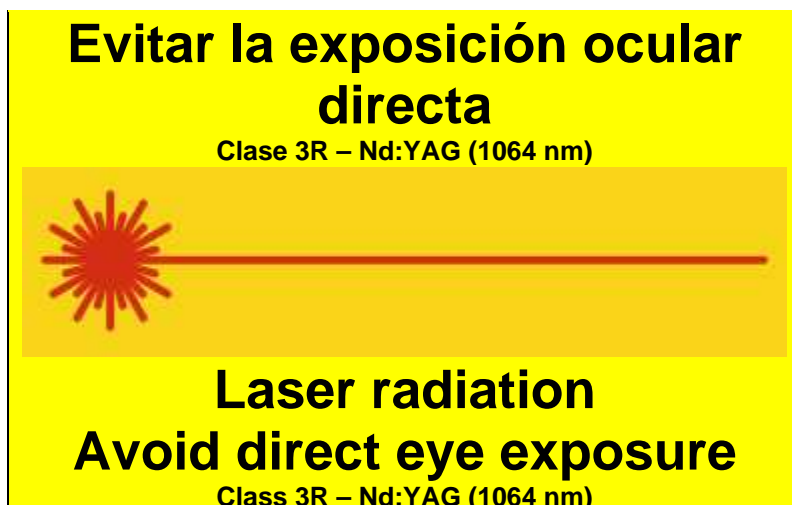 Evitar la exposición ocular
directa
Clase 3R – Nd:YAG (1064 nm)
Laser radiation
Avoid direct eye exposure
Class 3R – Nd:YAG (1064 nm)